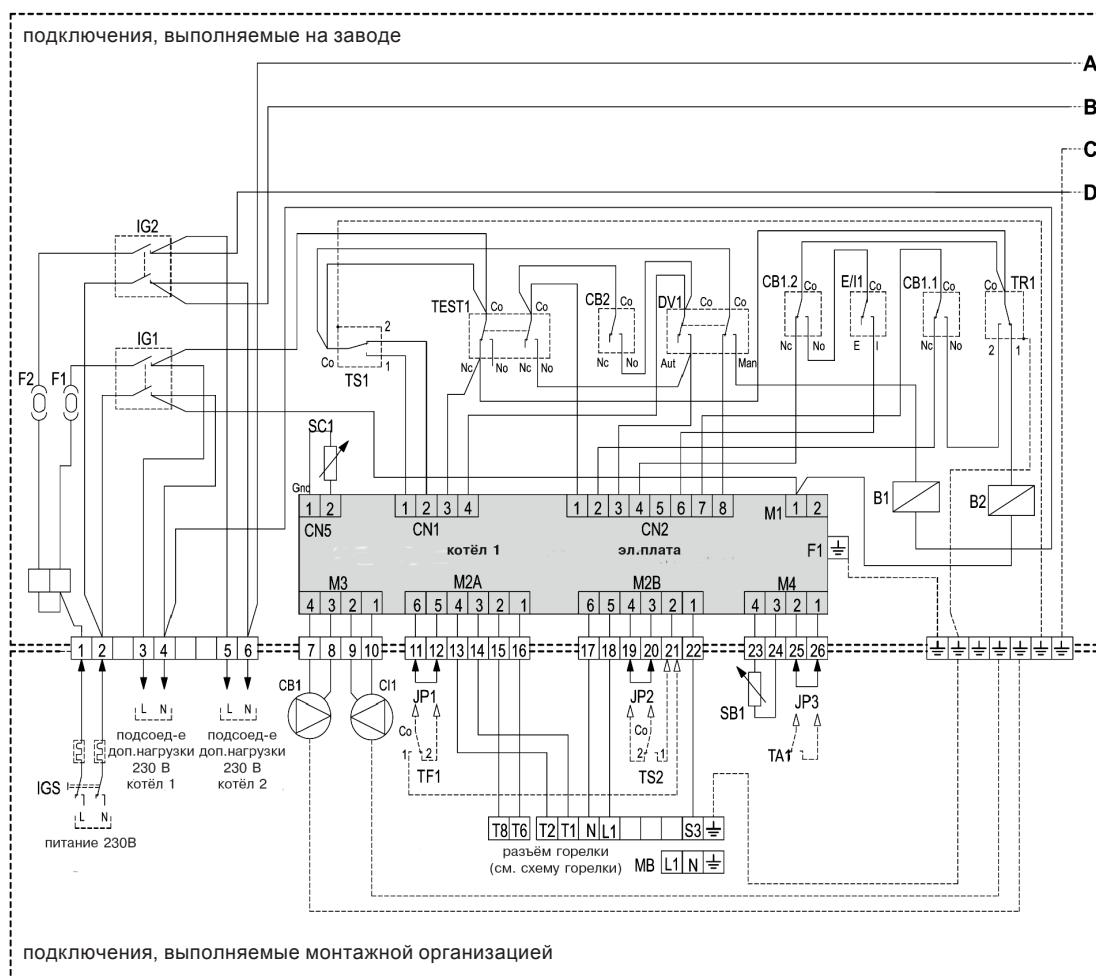 подключения, выполняемые на заводе
A
B
C
D
IG2
IG1
F2 F1
TS1
Co 2 1
TEST1 Co Co
Nc No Nc No
CB2 Co
Nc No
DV1 Co Co
Aut Man
CB1.2 Co
Nc No
E/I1 Co
E I
CB1.1 Co
Nc No
Co TR1
2 1
SC1
Gnd
B1
B2
1 2
CN5
1 2 3 4
CN1
1 2 3 4 5 6 7 8
CN2
M1 1 2
котёл 1
эл.плата
F1
M3
4 3 2 1
M2A
6 5 4 3 2 1
M2B
6 5 4 3 2 1
M4
4 3 2 1
1 2 3 4 5 6 7 8 9 10 11 12 13 14 15 16 17 18 19 20 21 22 23 24 25 26
CB1
CI1
JP1
Co
1 2
TF1
JP2
Co
2 1
TS2
SB1
JP3
TA1
L N
подсоед-е
доп.нагрузки
230 В
котёл 1
L N
подсоед-е
доп.нагрузки
230 В
котёл 2
IGS
L N
питание 230В
T8 T6 T2 T1 N L1 S3
разъём горелки
(см. схему горелки)
MB L1 N
подключения, выполняемые монтажной организацией